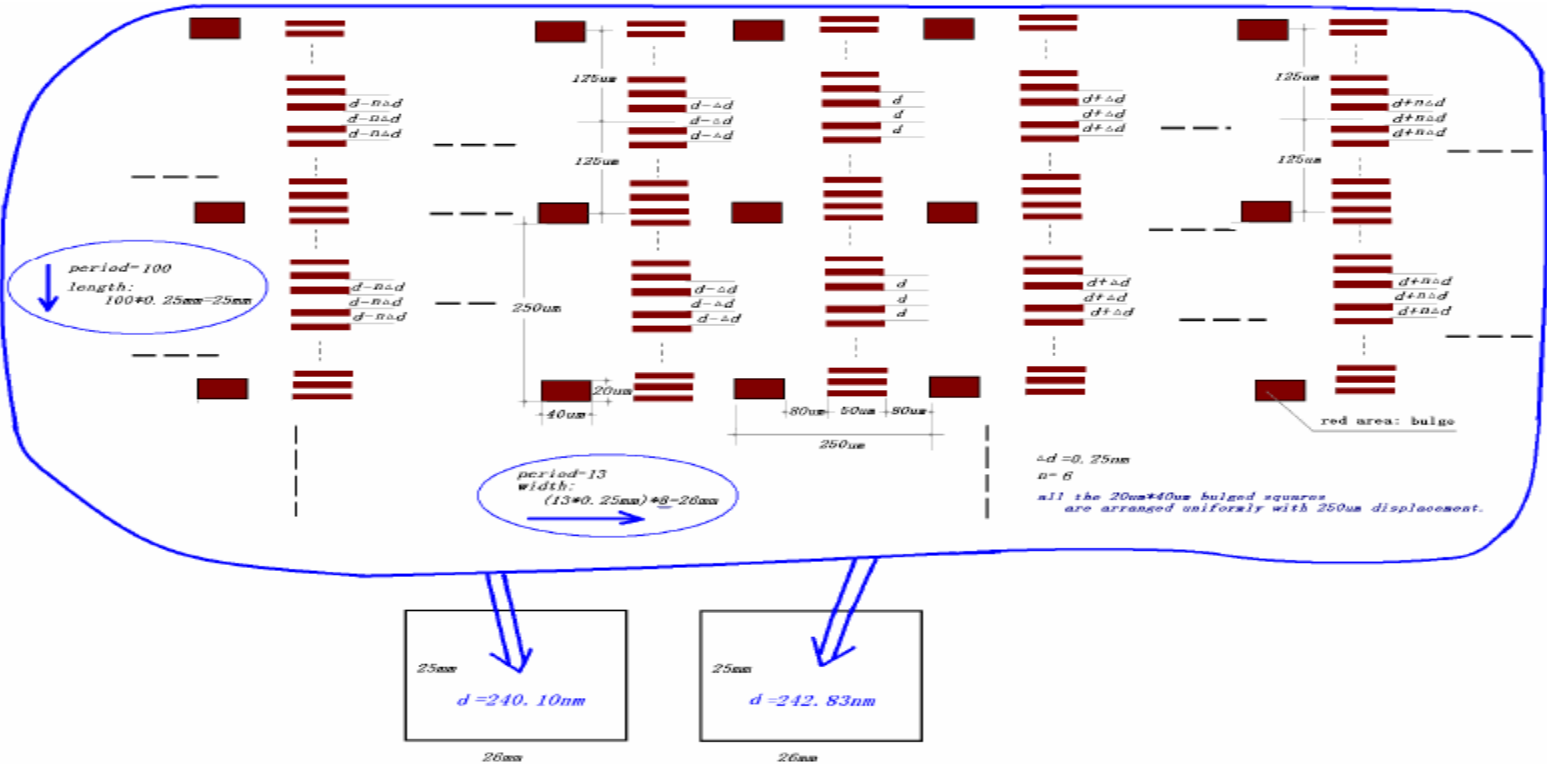 125um
125um
d-n△d
d-n△d
d-n△d
d-△d
d-△d
d-△d
d
d
d
d+△d
d+△d
d+△d
d+n△d
d+n△d
d+n△d
125um
125um
period=100
length:
100*0.25mm=25mm
d-n△d
d-n△d
d-n△d
250um
d-△d
d-△d
d-△d
d
d
d
d+△d
d+△d
d+△d
d+n△d
d+n△d
d+n△d
20um
40um
80um
50um
80um
250um
red area: bulge
period=13
width:
(13*0.25mm)*8=26mm
△d=0.25nm
n=6
all the 20um*40um bulged squares
are arranged uniformly with 250um displacement.
25mm
d=240.10nm
26mm
25mm
d=242.83nm
26mm